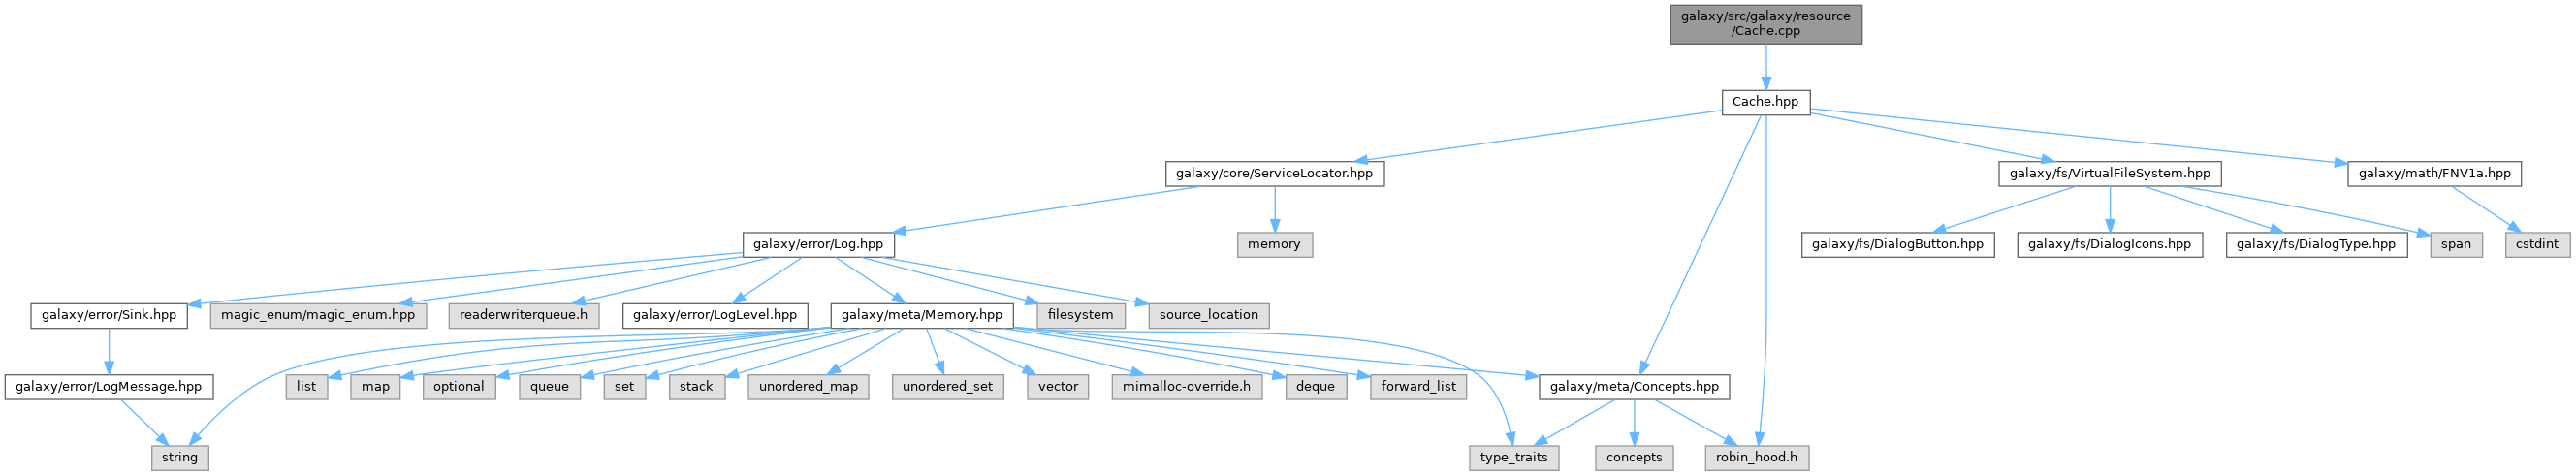 galaxy/src/galaxy/resource
/Cache.cpp
Cache.hpp
galaxy/core/ServiceLocator.hpp
galaxy/fs/VirtualFileSystem.hpp
galaxy/math/FNV1a.hpp
galaxy/error/Log.hpp
memory
galaxy/fs/DialogButton.hpp
galaxy/fs/DialogIcons.hpp
galaxy/fs/DialogType.hpp
span
cstdint
galaxy/error/Sink.hpp
magic_enum/magic_enum.hpp
readerwriterqueue.h
galaxy/error/LogLevel.hpp
galaxy/meta/Memory.hpp
filesystem
source_location
galaxy/error/LogMessage.hpp
list
map
optional
queue
set
stack
unordered_map
unordered_set
vector
mimalloc-override.h
deque
forward_list
galaxy/meta/Concepts.hpp
string
type_traits
concepts
robin_hood.h